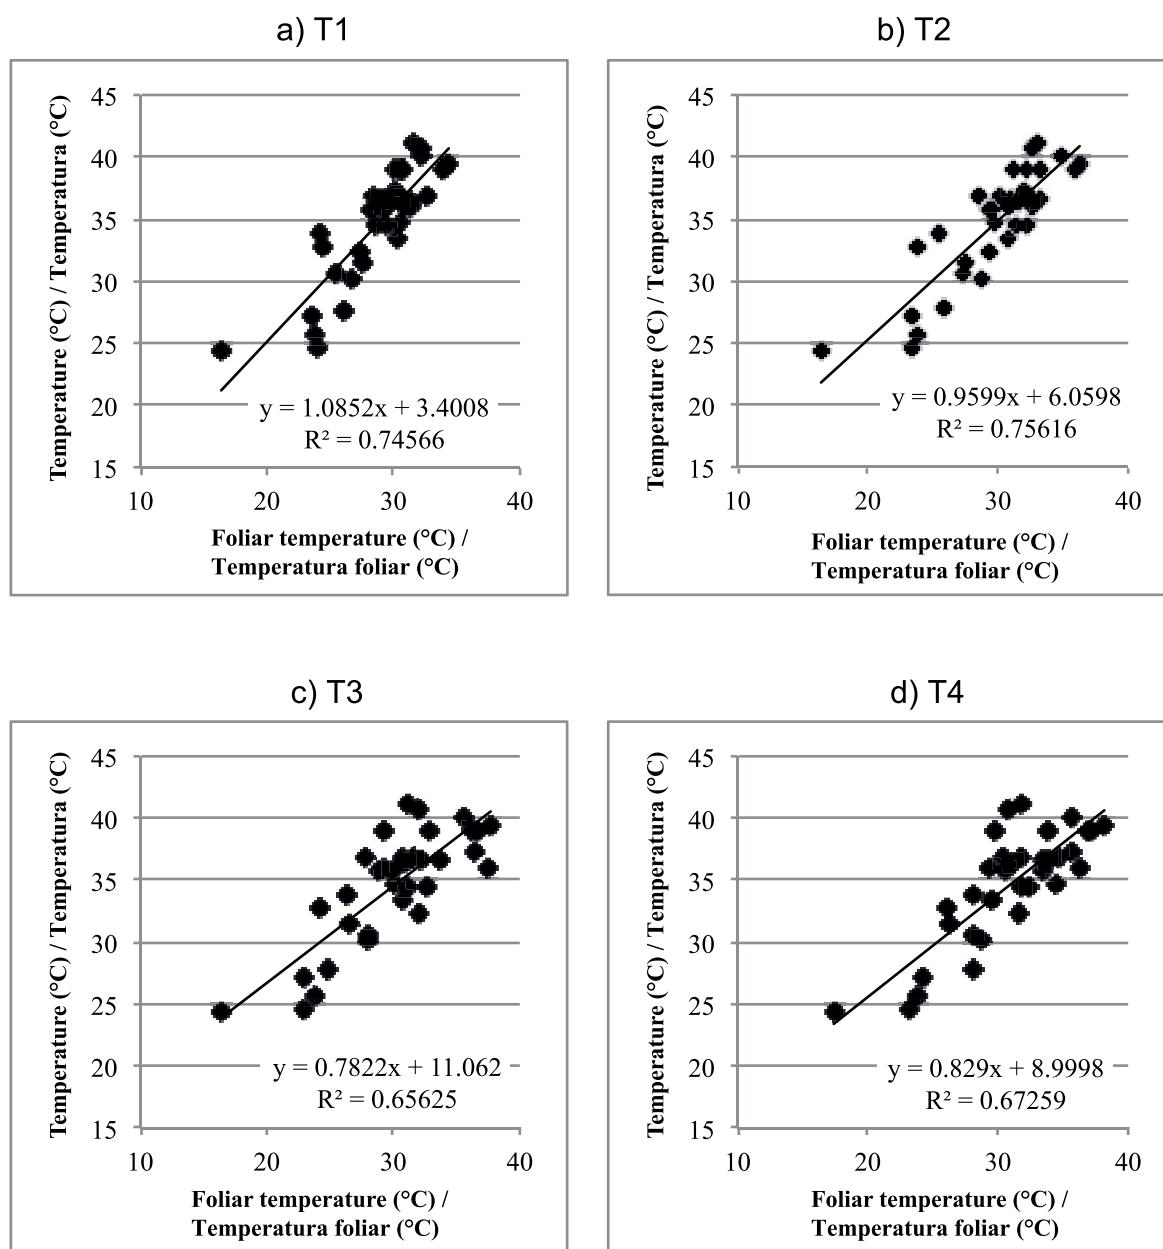 a) T1
Temperature (°C) / Temperatura (°C)
45
40
35
30
25
20
15
y = 1.0852x + 3.4008
R² = 0.74566
10 20 30 40
Foliar temperature (°C) /
Temperatura foliar (°C)
b) T2
Temperature (°C) / Temperatura (°C)
45
40
35
30
25
20
15
y = 0.9599x + 6.0598
R² = 0.75616
10 20 30 40
Foliar temperature (°C) /
Temperatura foliar (°C)
c) T3
Temperature (°C) / Temperatura (°C)
45
40
35
30
25
20
15
y = 0.7822x + 11.062
R² = 0.65625
10 20 30 40
Foliar temperature (°C) /
Temperatura foliar (°C)
d) T4
Temperature (°C) / Temperatura (°C)
45
40
35
30
25
20
15
y = 0.829x + 8.9998
R² = 0.67259
10 20 30 40
Foliar temperature (°C) /
Temperatura foliar (°C)